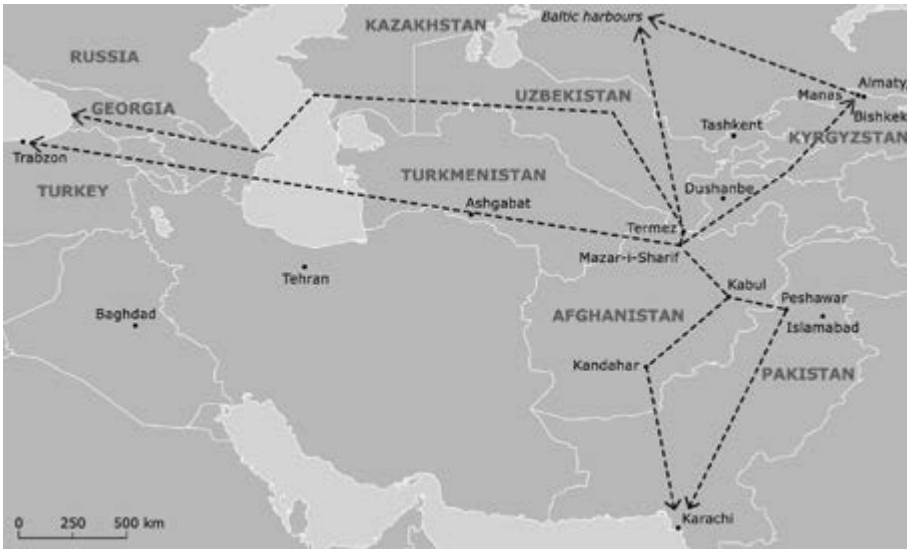 Baltic harbours
KAZAKHSTAN
RUSSIA
Almaty
Manas
UZBEKISTAN
GEORGIA
Bishkek
Tashkent
KYRGYZSTAN
Trabzon
TURKMENISTAN
TURKEY
Dushanbe
Ashgabat
Termez
Mazar-i-Sharif
Tehran
Kabul
Peshawar
Baghdad
AFGHANISTAN
Islamabad
Kandahar
PAKISTAN
Karachi
0 250 500 km